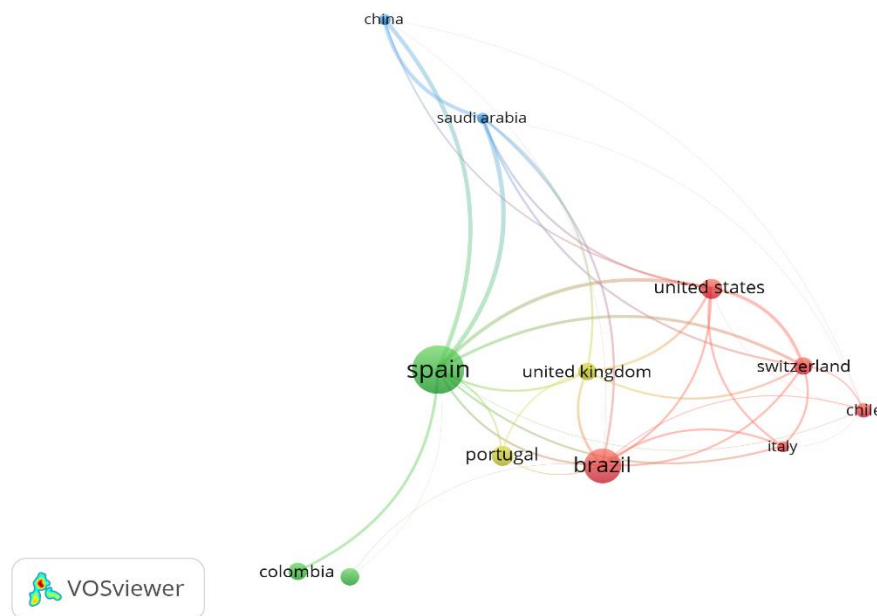 china
saudi arabia
united states
spain
united kingdom
switzerland
chile
italy
portugal
brazil
colombia
VOSviewer